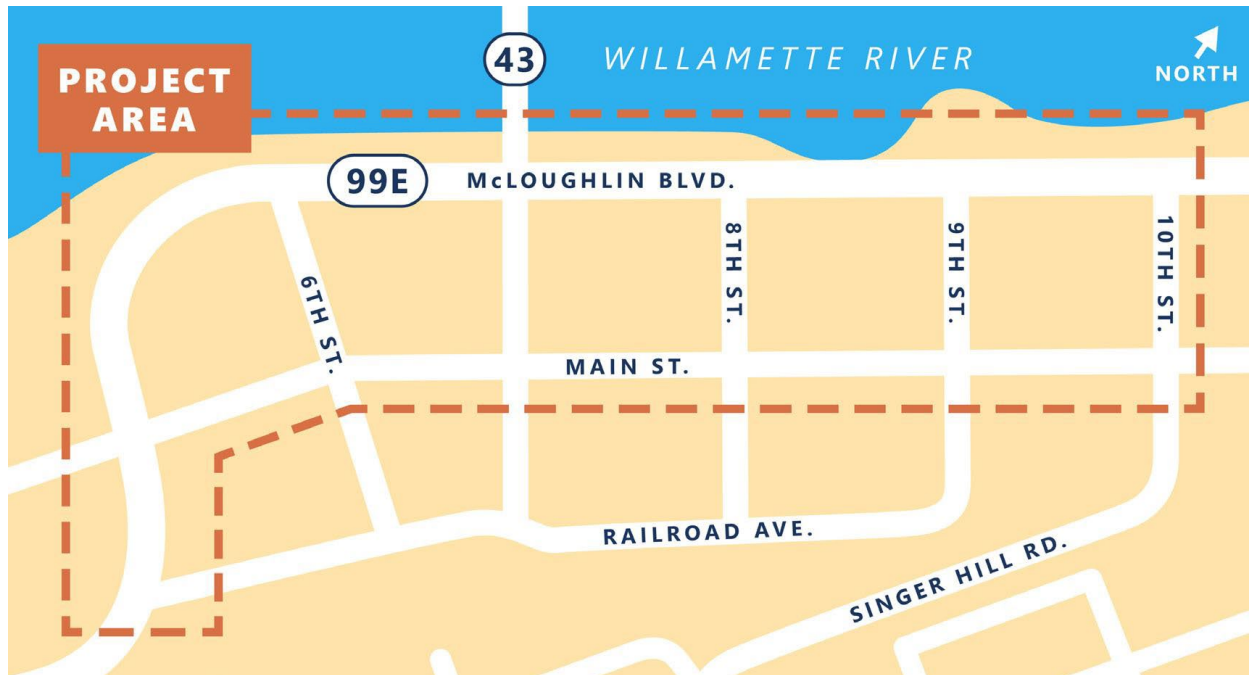 PROJECT
AREA
43
WILLAMETTE RIVER
NORTH
99E
McLOUGHLIN BLVD.
6TH ST.
8TH ST.
9TH ST.
10TH ST.
MAIN ST.
RAILROAD AVE.
SINGER HILL RD.